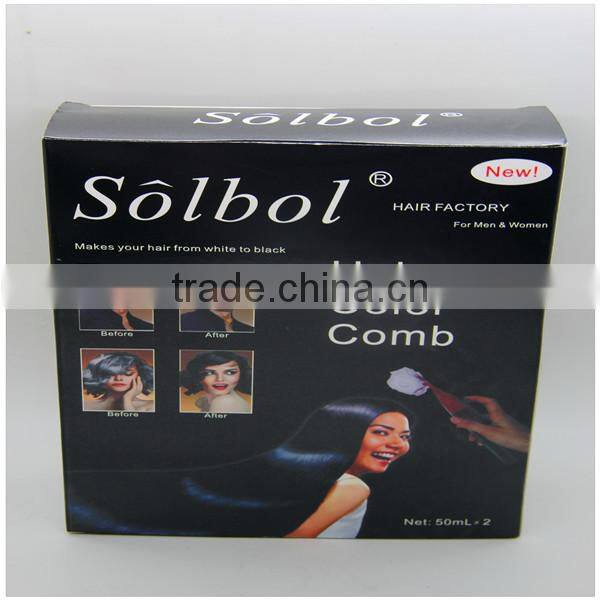 Sôlbol®
Sôlbol®
New!
HAIR FACTORY
For Men & Women
Makes your hair from white to black
trade.china.cn
Color
Comb
Before
After
Before
After
Net: 50mL × 2